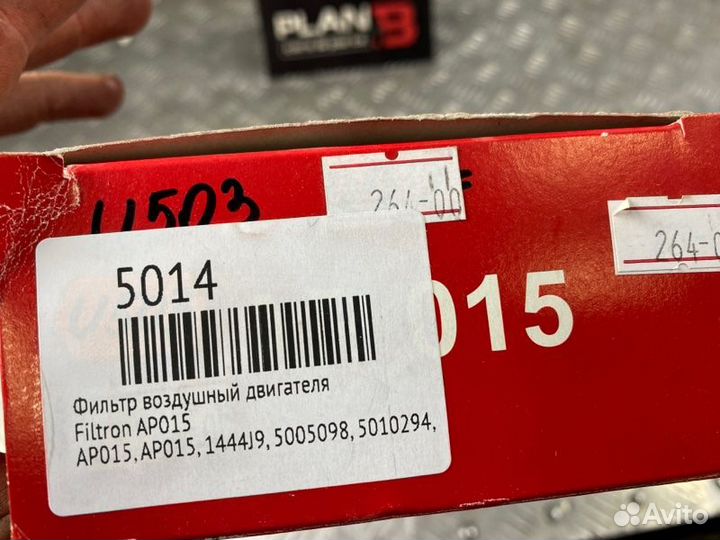 PLAN B
U503
264-00
264-0
015
5014
Фильтр воздушный двигателя
Filtron AP015
AP015, AP015, 1444J9, 5005098, 5010294,
Avito